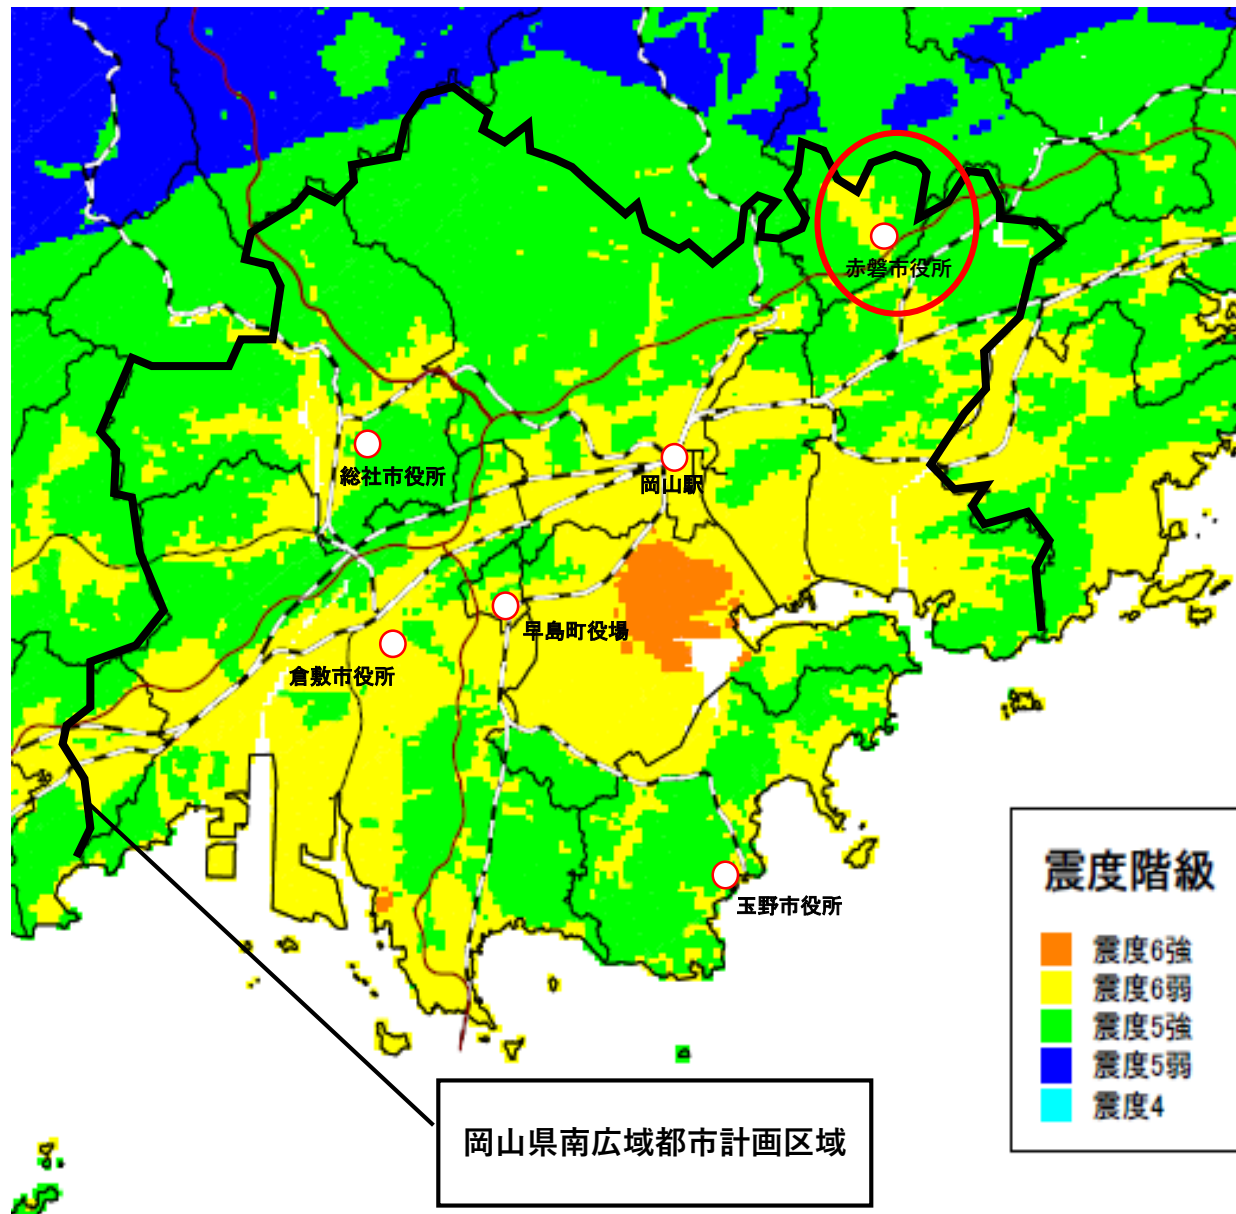 赤磐市役所
総社市役所
岡山駅
早島町役場
倉敷市役所
玉野市役所
震度階級
震度6強
震度6弱
震度5強
震度5弱
震度4
岡山県南広域都市計画区域